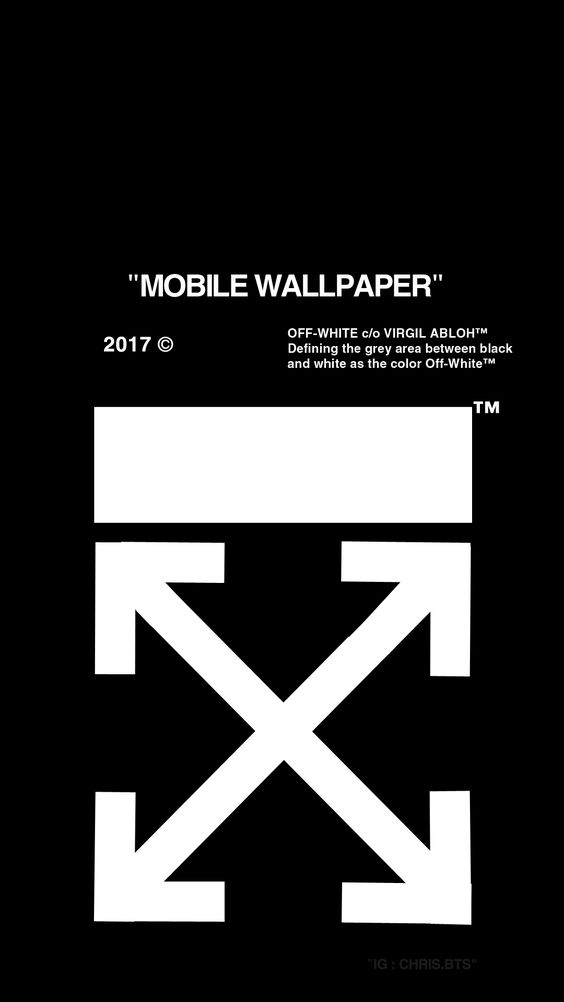 "MOBILE WALLPAPER"
2017 ©
OFF-WHITE c/o VIRGIL ABLOH™
Defining the grey area between black
and white as the color Off-White™
™
"IG : CHRIS.BTS"